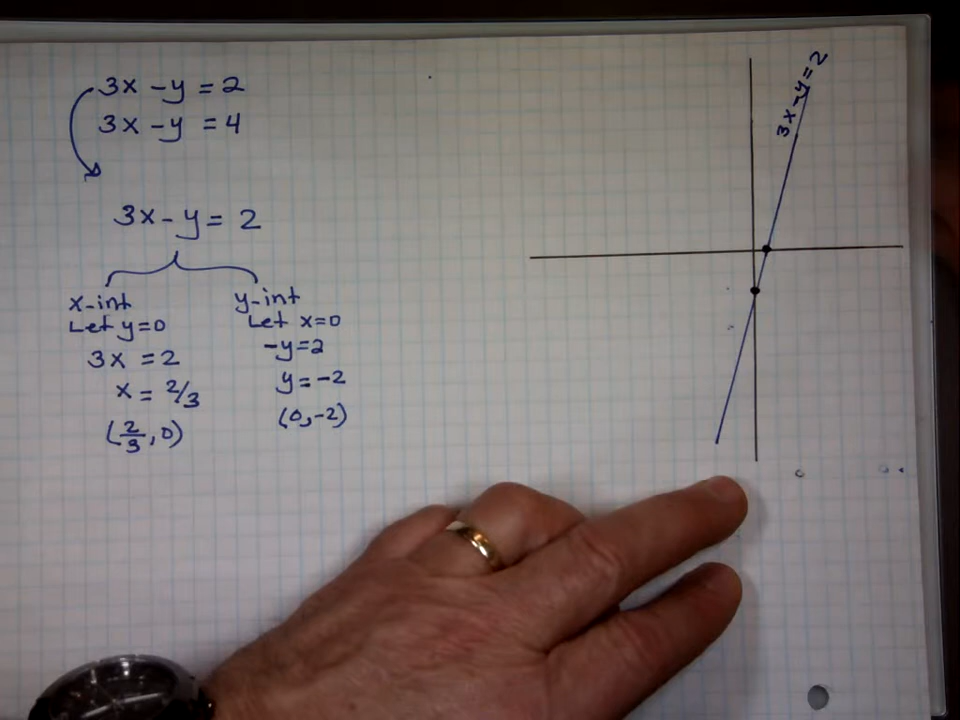 3x - y = 2
3x - y = 4
3x - y = 2
x-int
Let y=0
3x = 2
x = 2/3
(2/3, 0)
y-int
Let x=0
-y=2
y = -2
(0, -2)
3x - y = 2